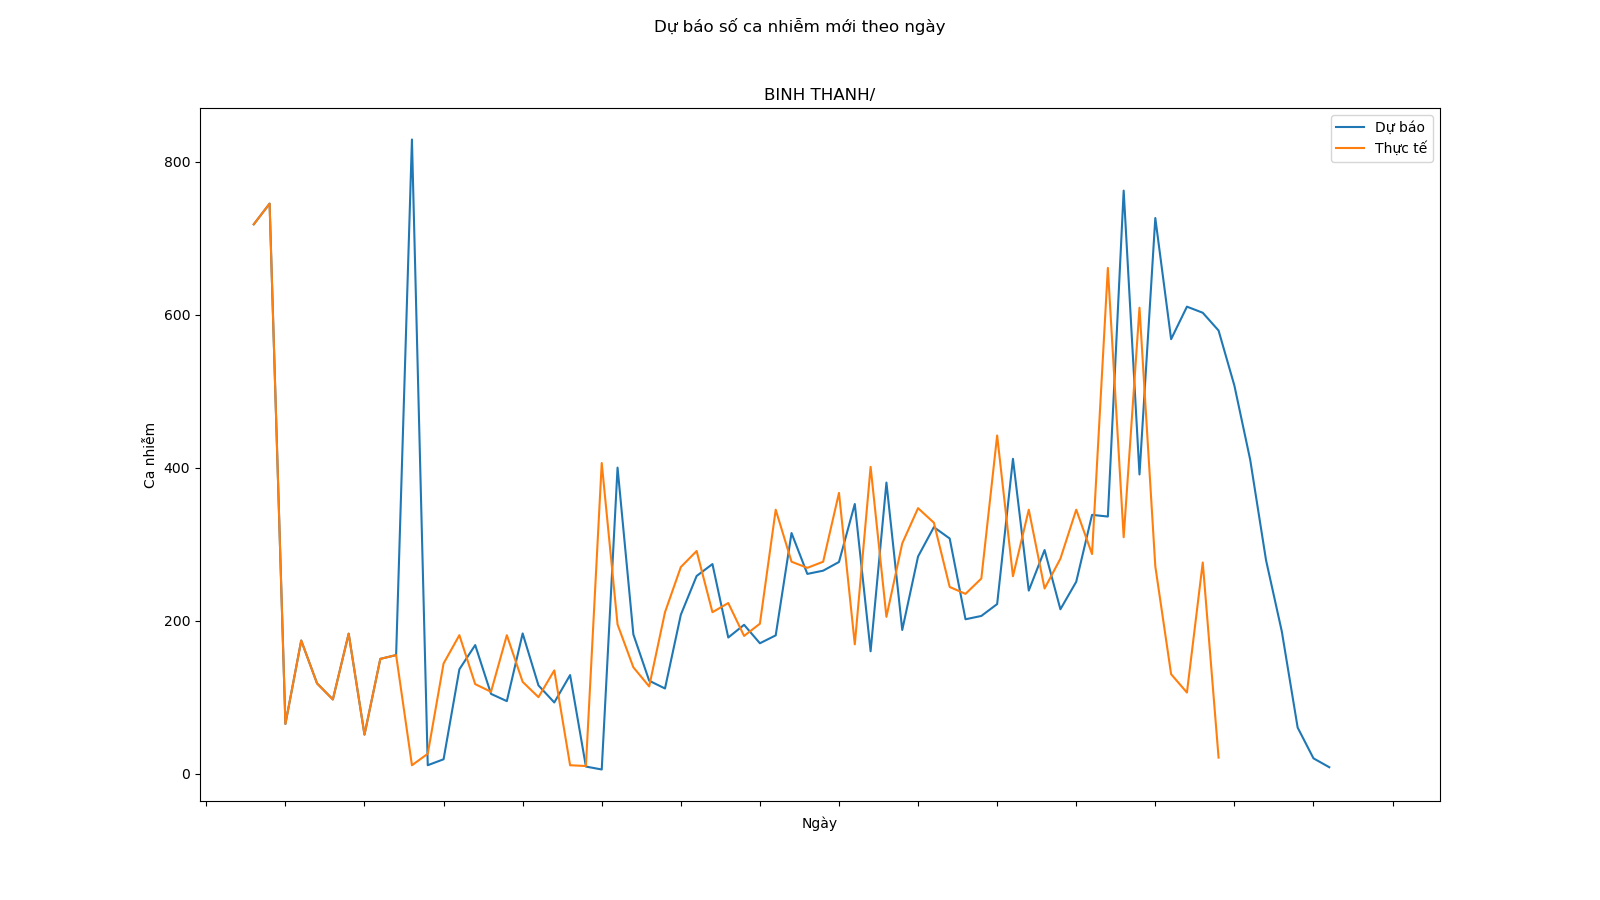 Dự báo số ca nhiễm mới theo ngày
BINH THANH/
Dự báo
Thực tế
800
600
400
200
0
Ca nhiễm
Ngày